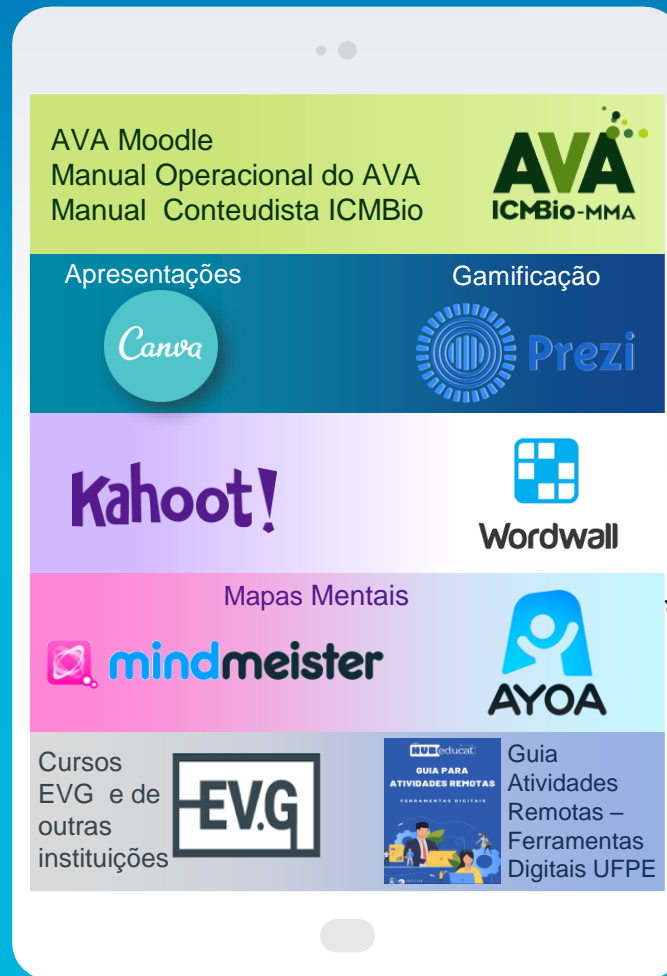 AVA Moodle
Manual Operacional do AVA
Manual Conteudista ICMBio
AVA
ICMBio-MMA
Apresentações
Gamificação
Canva
Prezi
Kahoot!
Wordwall
Mapas Mentais
mindmeister
AYOA
Cursos
EVG e de
outras
instituições
EV.G
HUBeducat
GUIA PARA
ATIVIDADES REMOTAS
FERRAMENTAS DIGITAIS
Guia
Atividades
Remotas –
Ferramentas
Digitais UFPE